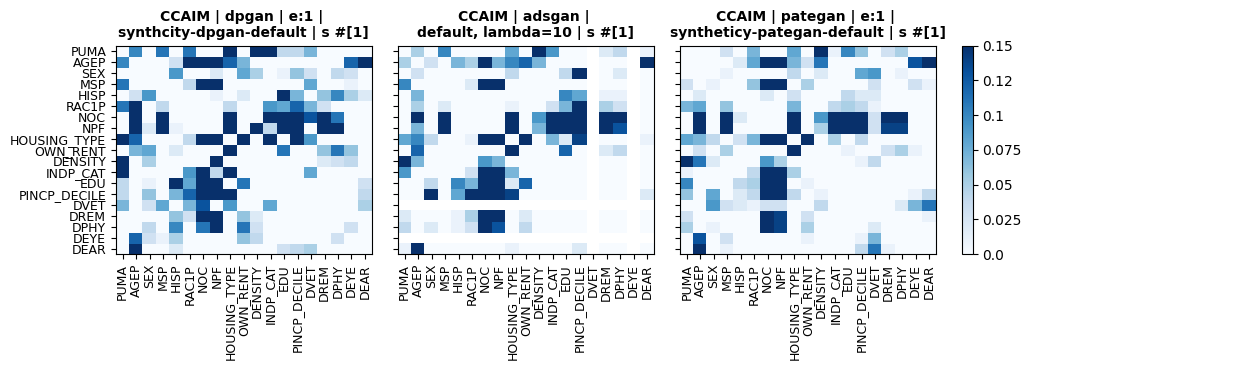 CCAIM | dpgan | e:1 |
synthcity-dpgan-default | s #[1]
CCAIM | adsgan |
default, lambda=10 | s #[1]
CCAIM | pategan | e:1 |
syntheticy-pategan-default | s #[1]
PUMA
AGEP
SEX
MSP
HISP
RAC1P
NOC
NPF
HOUSING_TYPE
OWN_RENT
DENSITY
INDP_CAT
EDU
PINCP_DECILE
DVET
DREM
DPHY
DEYE
DEAR
PUMA
AGEP
SEX
MSP
HISP
RAC1P
NOC
NPF
HOUSING_TYPE
OWN_RENT
DENSITY
INDP_CAT
EDU
PINCP_DECILE
DVET
DREM
DPHY
DEYE
DEAR
PUMA
AGEP
SEX
MSP
HISP
RAC1P
NOC
NPF
HOUSING_TYPE
OWN_RENT
DENSITY
INDP_CAT
EDU
PINCP_DECILE
DVET
DREM
DPHY
DEYE
DEAR
PUMA
AGEP
SEX
MSP
HISP
RAC1P
NOC
NPF
HOUSING_TYPE
OWN_RENT
DENSITY
INDP_CAT
EDU
PINCP_DECILE
DVET
DREM
DPHY
DEYE
DEAR
0.15
0.125
0.1
0.075
0.05
0.025
0.0